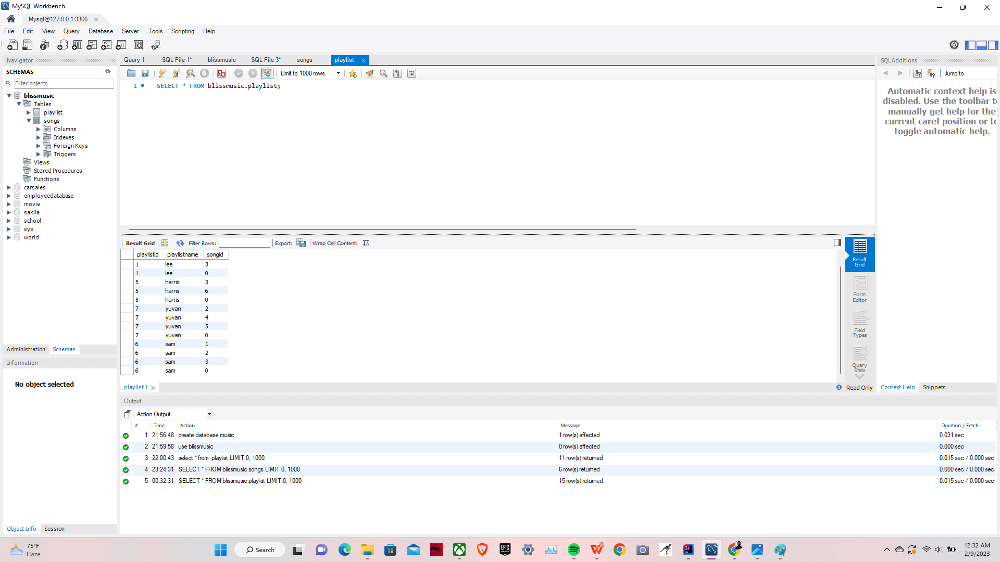 MySQL Workbench
Mysql@127.0.0.1:3306
File Edit View Query Database Server Tools Scripting Help
Navigator
SCHEMAS
Filter objects
blissmusic
Tables
playlist
songs
Columns
Indexes
Foreign Keys
Triggers
Views
Stored Procedures
Functions
carsales
employeedatabase
movie
sakila
school
sys
world
Administration Schemas
Information
No object selected
Object Info Session
Query 1 SQL File 1* blissmusic SQL File 3* songs playlist
Limit to 1000 rows
1 SELECT * FROM blissmusic.playlist;
Result Grid Filter Rows: Export: Wrap Cell Content:
playlistid playlistname songid
1 lee 3
1 lee 0
5 harris 3
5 harris 6
5 harris 0
7 yuvan 2
7 yuvan 4
7 yuvan 5
7 yuvan 0
6 sam 1
6 sam 2
6 sam 3
6 sam 0
Result
Grid
Form
Editor
Field
Types
Query
Stats
playlist 1
Read Only
SQLAdditions
Jump to
Automatic context help is
disabled. Use the toolbar to
manually get help for the
current caret position or to
toggle automatic help.
Context Help Snippets
Output
Action Output
# Time Action Message Duration / Fetch
1 21:56:48 create database music 1 row(s) affected 0.031 sec
2 21:59:58 use blissmusic 0 row(s) affected 0.000 sec
3 22:00:43 select * from  playlist LIMIT 0, 1000 11 row(s) returned 0.015 sec / 0.000 sec
4 23:24:31 SELECT * FROM blissmusic.songs LIMIT 0, 1000 6 row(s) returned 0.000 sec / 0.000 sec
5 00:32:31 SELECT * FROM blissmusic.playlist LIMIT 0, 1000 15 row(s) returned 0.015 sec / 0.000 sec
75°F
Haze
Search
EPIC
GAMES
12:32 AM
2/9/2023